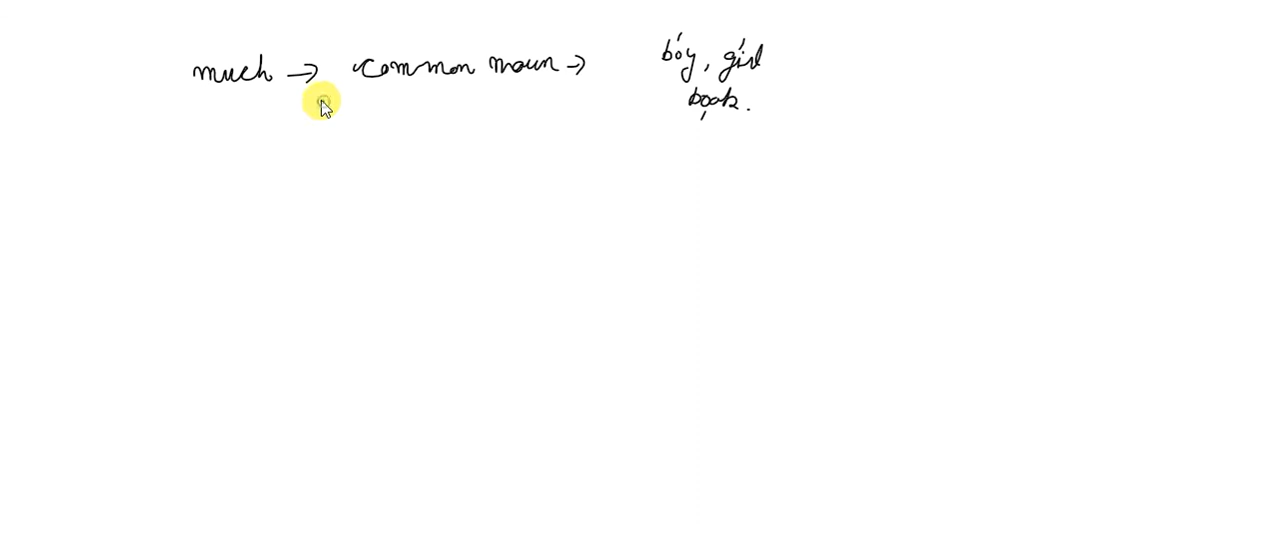 much → common noun → boy, girl
book.